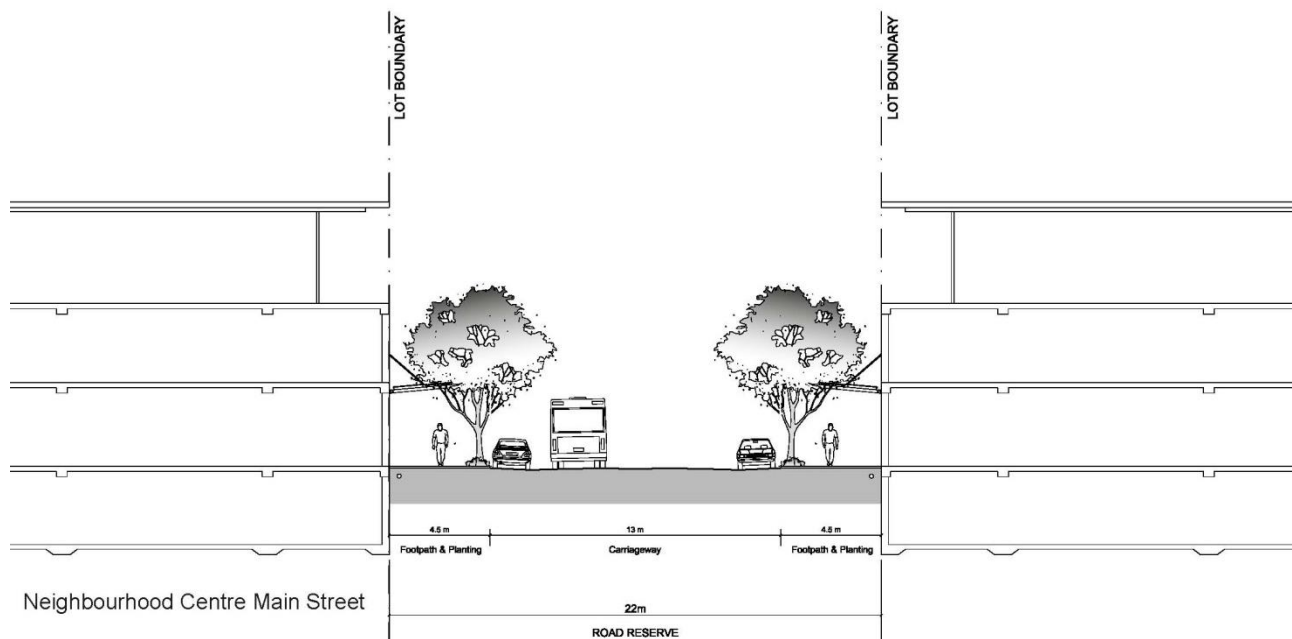 LOT BOUNDARY
LOT BOUNDARY
4.5 m
13 m
4.5 m
Footpath & Planting
Carriageway
Footpath & Planting
Neighbourhood Centre Main Street
22m
ROAD RESERVE